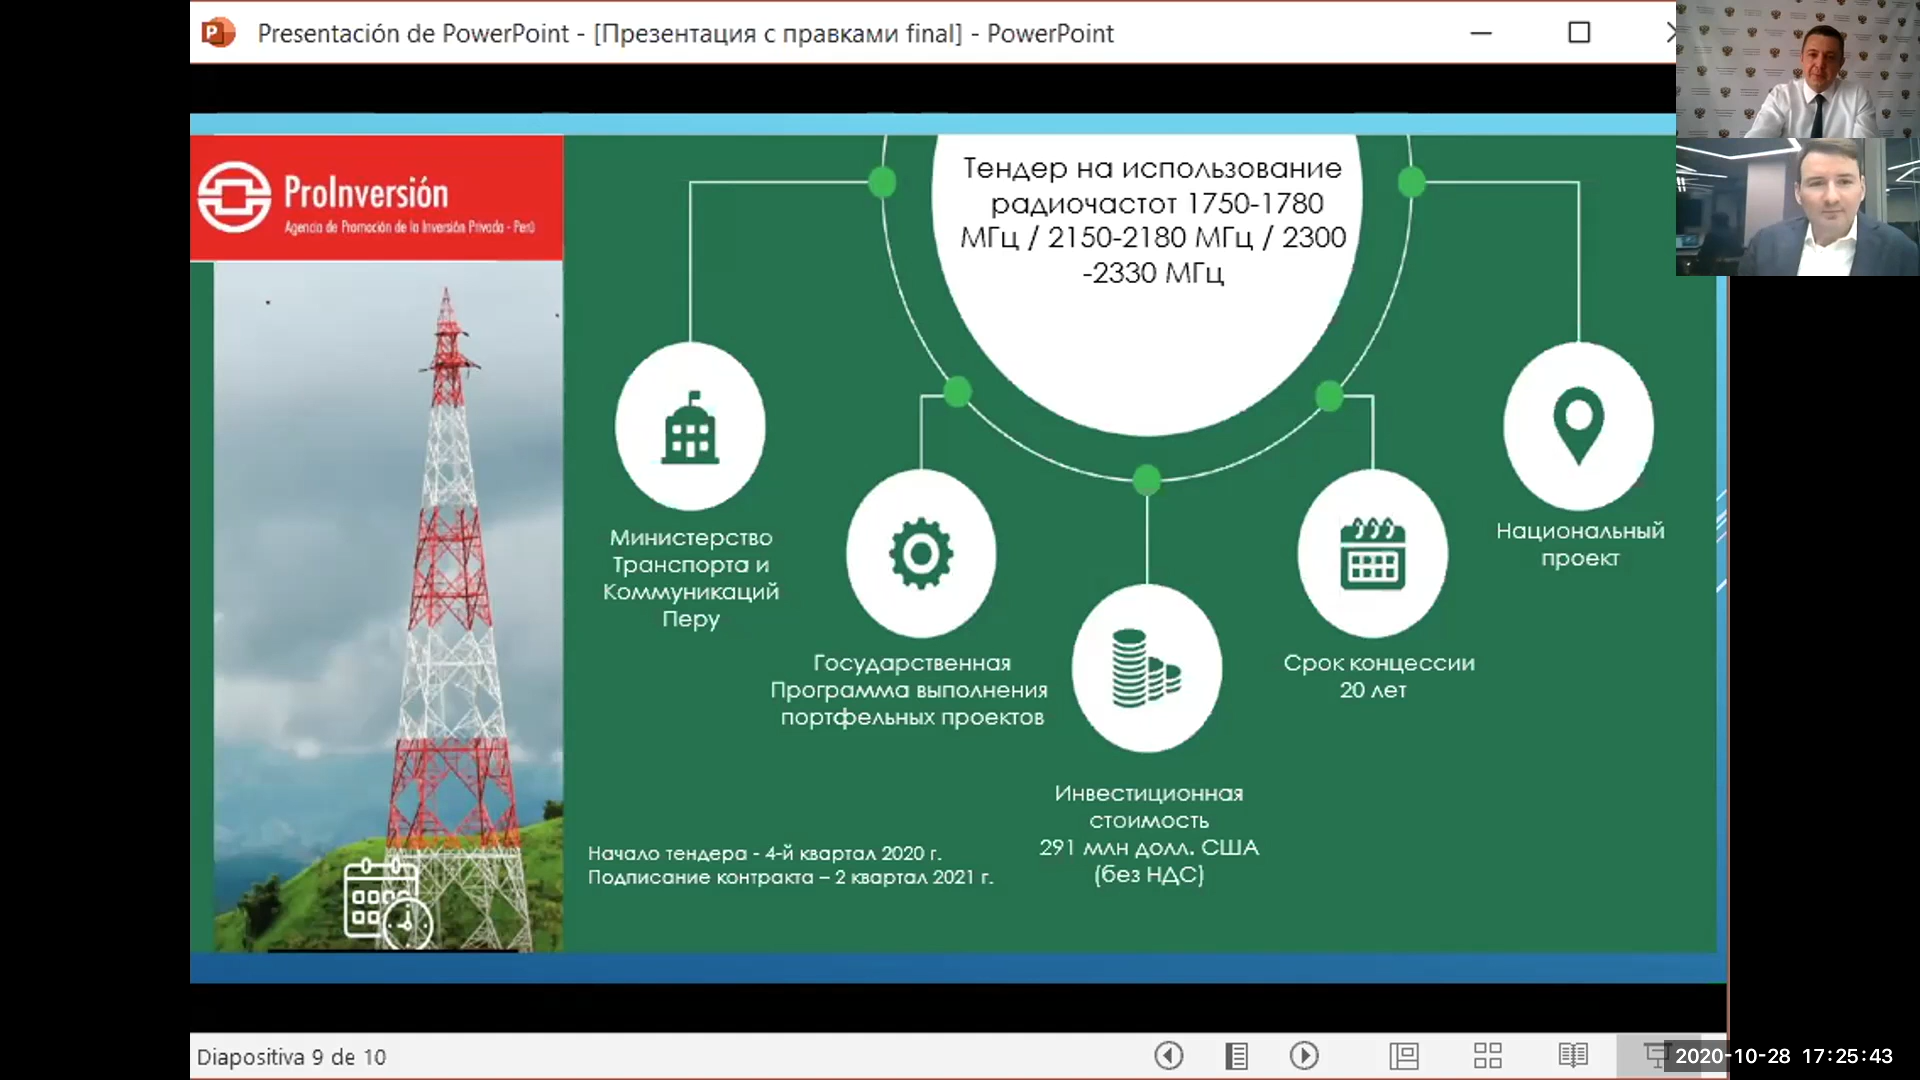 Presentación de PowerPoint - [Презентация с правками final] - PowerPoint
ProInversión
Agencia de Promoción de la Inversión Privada - Perú
Тендер на использование
радиочастот 1750-1780
МГц / 2150-2180 МГц / 2300
-2330 МГц
Министерство
Транспорта и
Коммуникаций
Перу
Государственная
Программа выполнения
портфельных проектов
Инвестиционная
стоимость
291 млн долл. США
(без НДС)
Срок концессии
20 лет
Национальный
проект
Начало тендера - 4-й квартал 2020 г.
Подписание контракта – 2 квартал 2021 г.
Diapositiva 9 de 10
2020-10-28 17:25:43